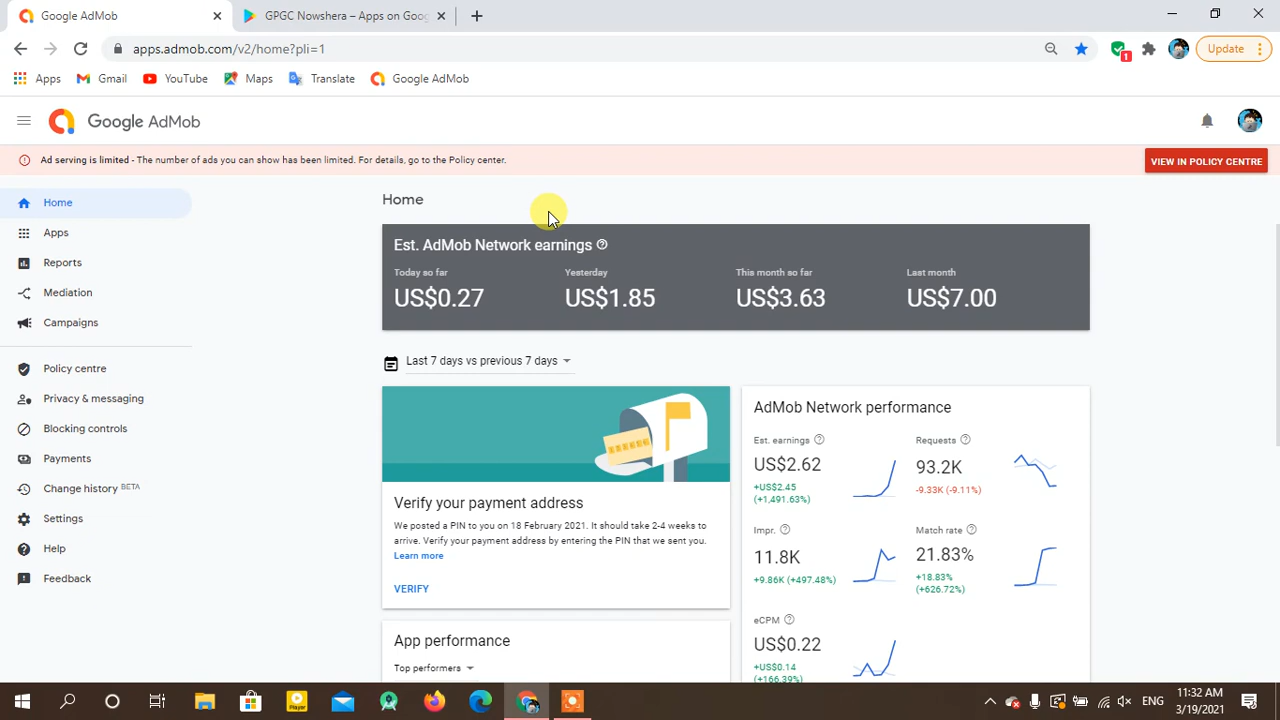 Google AdMob
GPGC Nowshera – Apps on Goog
apps.admob.com/v2/home?pli=1
1
Update
Apps
Gmail
YouTube
Maps
Translate
Google AdMob
Google AdMob
Ad serving is limited - The number of ads you can show has been limited. For details, go to the Policy center.
VIEW IN POLICY CENTRE
Home
Apps
Reports
Mediation
Campaigns
Policy centre
Privacy & messaging
Blocking controls
Payments
Change history BETA
Settings
Help
Feedback
Home
Est. AdMob Network earnings
Today so far
US$0.27
Yesterday
US$1.85
This month so far
US$3.63
Last month
US$7.00
Last 7 days vs previous 7 days
Verify your payment address
We posted a PIN to you on 18 February 2021. It should take 2-4 weeks to
arrive. Verify your payment address by entering the PIN that we sent you.
Learn more
VERIFY
App performance
Top performers
AdMob Network performance
Est. earnings
US$2.62
+US$2.45
(+1,491.63%)
Requests
93.2K
-9.33K (-9.11%)
Impr.
11.8K
+9.86K (+497.48%)
Match rate
21.83%
+18.83%
(+626.72%)
eCPM
US$0.22
+US$0.14
(+166.39%)
Player
ENG
11:32 AM
3/19/2021